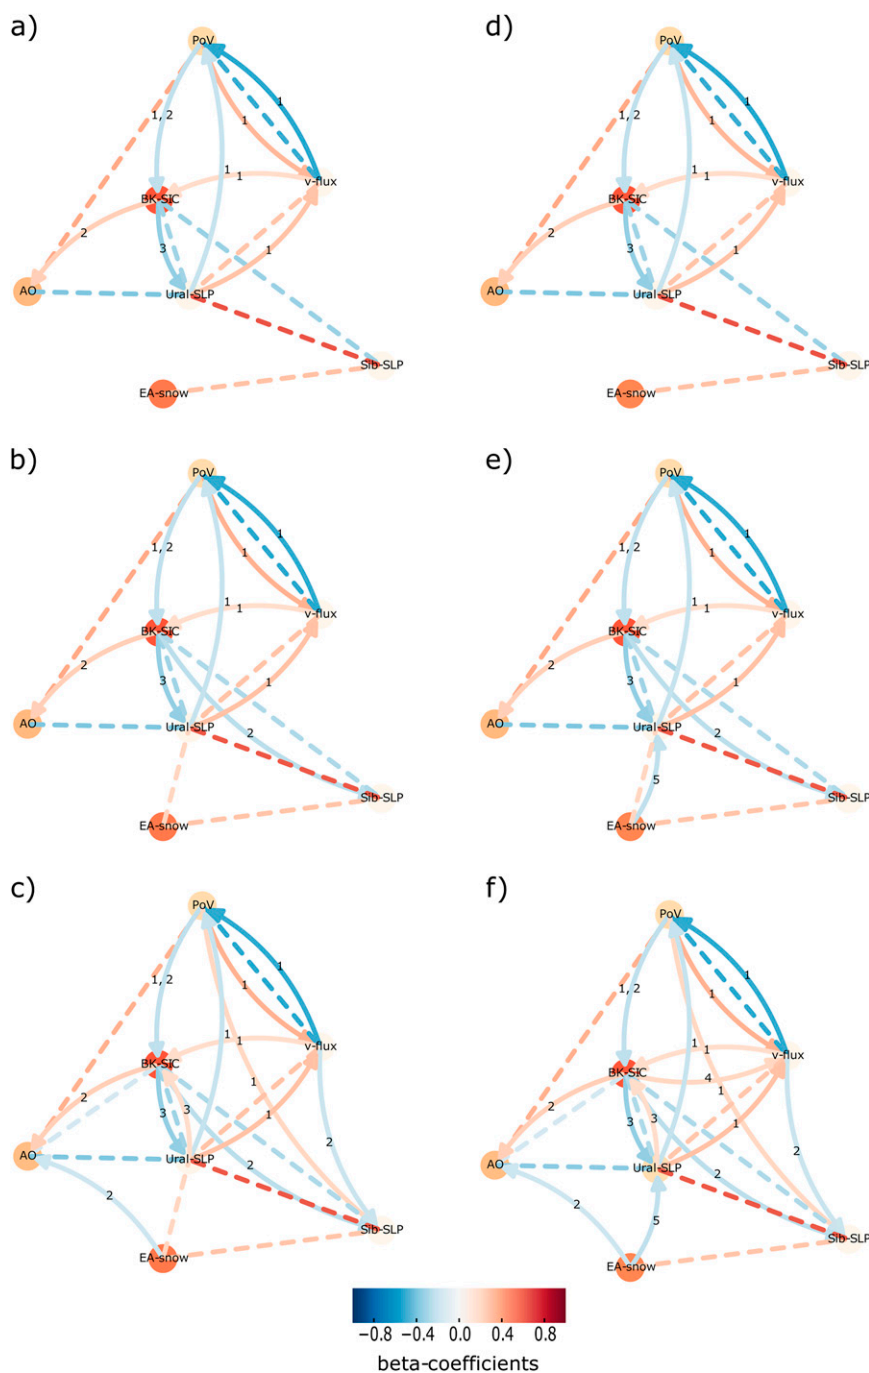 a)
PoV
1, 2
1
1
1
1
v-flux
BK-SIC
2
3
1
AO
Ural-SLP
Sib-SLP
EA-snow
d)
PoV
1, 2
1
1
1
1
v-flux
BK-SIC
2
3
1
AO
Ural-SLP
Sib-SLP
EA-snow
b)
PoV
1, 2
1
1
1
1
v-flux
BK-SIC
2
3
1
AO
Ural-SLP
2
Sib-SLP
EA-snow
e)
PoV
1, 2
1
1
1
1
v-flux
BK-SIC
2
3
1
AO
Ural-SLP
2
5
Sib-SLP
EA-snow
c)
PoV
1, 2
1
1
1
1
v-flux
BK-SIC
1
2
3
3
1
2
AO
Ural-SLP
2
2
Sib-SLP
EA-snow
f)
PoV
1, 2
1
1
1
1
v-flux
BK-SIC
4
1
2
3
3
1
2
AO
Ural-SLP
2
2
5
Sib-SLP
EA-snow
−0.8 −0.4 0.0 0.4 0.8
beta-coefficients